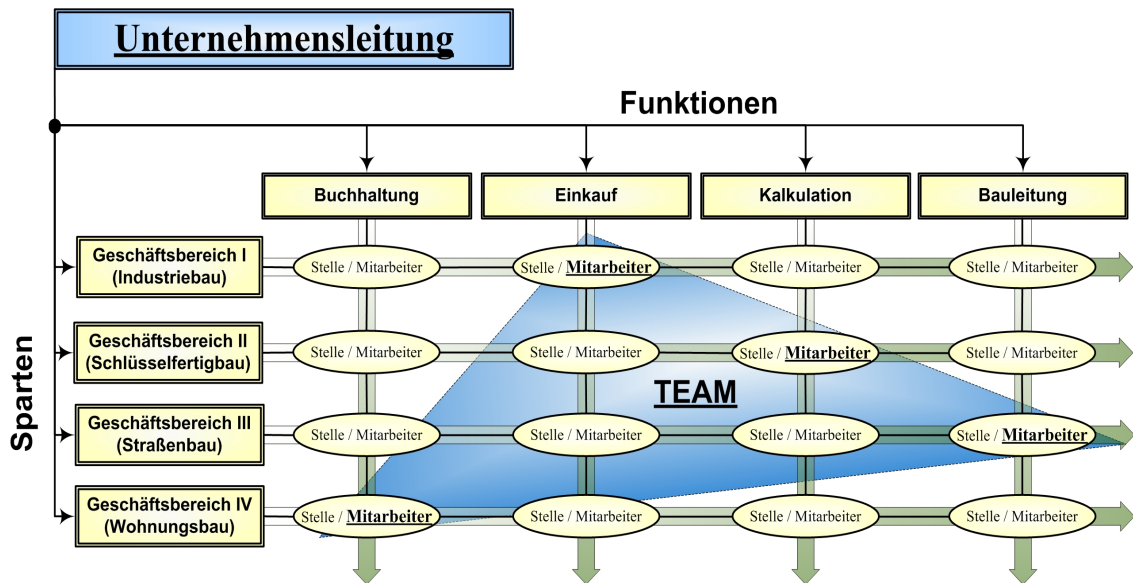 Unternehmensleitung
Funktionen
Buchhaltung
Einkauf
Kalkulation
Bauleitung
Sparten
Geschäftsbereich I
(Industriebau)
Stelle / Mitarbeiter
Stelle / Mitarbeiter
Stelle / Mitarbeiter
Stelle / Mitarbeiter
Geschäftsbereich II
(Schlüsselfertigbau)
Stelle / Mitarbeiter
Stelle / Mitarbeiter
Stelle / Mitarbeiter
Stelle / Mitarbeiter
TEAM
Geschäftsbereich III
(Straßenbau)
Stelle / Mitarbeiter
Stelle / Mitarbeiter
Stelle / Mitarbeiter
Stelle / Mitarbeiter
Geschäftsbereich IV
(Wohnungsbau)
Stelle / Mitarbeiter
Stelle / Mitarbeiter
Stelle / Mitarbeiter
Stelle / Mitarbeiter